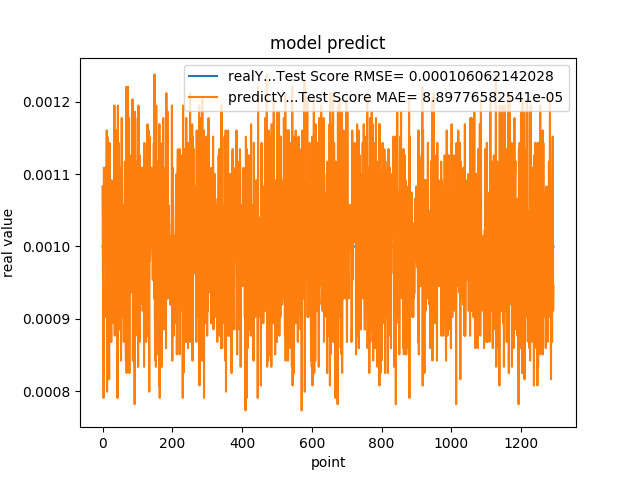 model predict
realY...Test Score RMSE= 0.000106062142028
predictY...Test Score MAE= 8.89776582541e-05
real value
0.0012
0.0011
0.0010
0.0009
0.0008
0 200 400 600 800 1000 1200
point